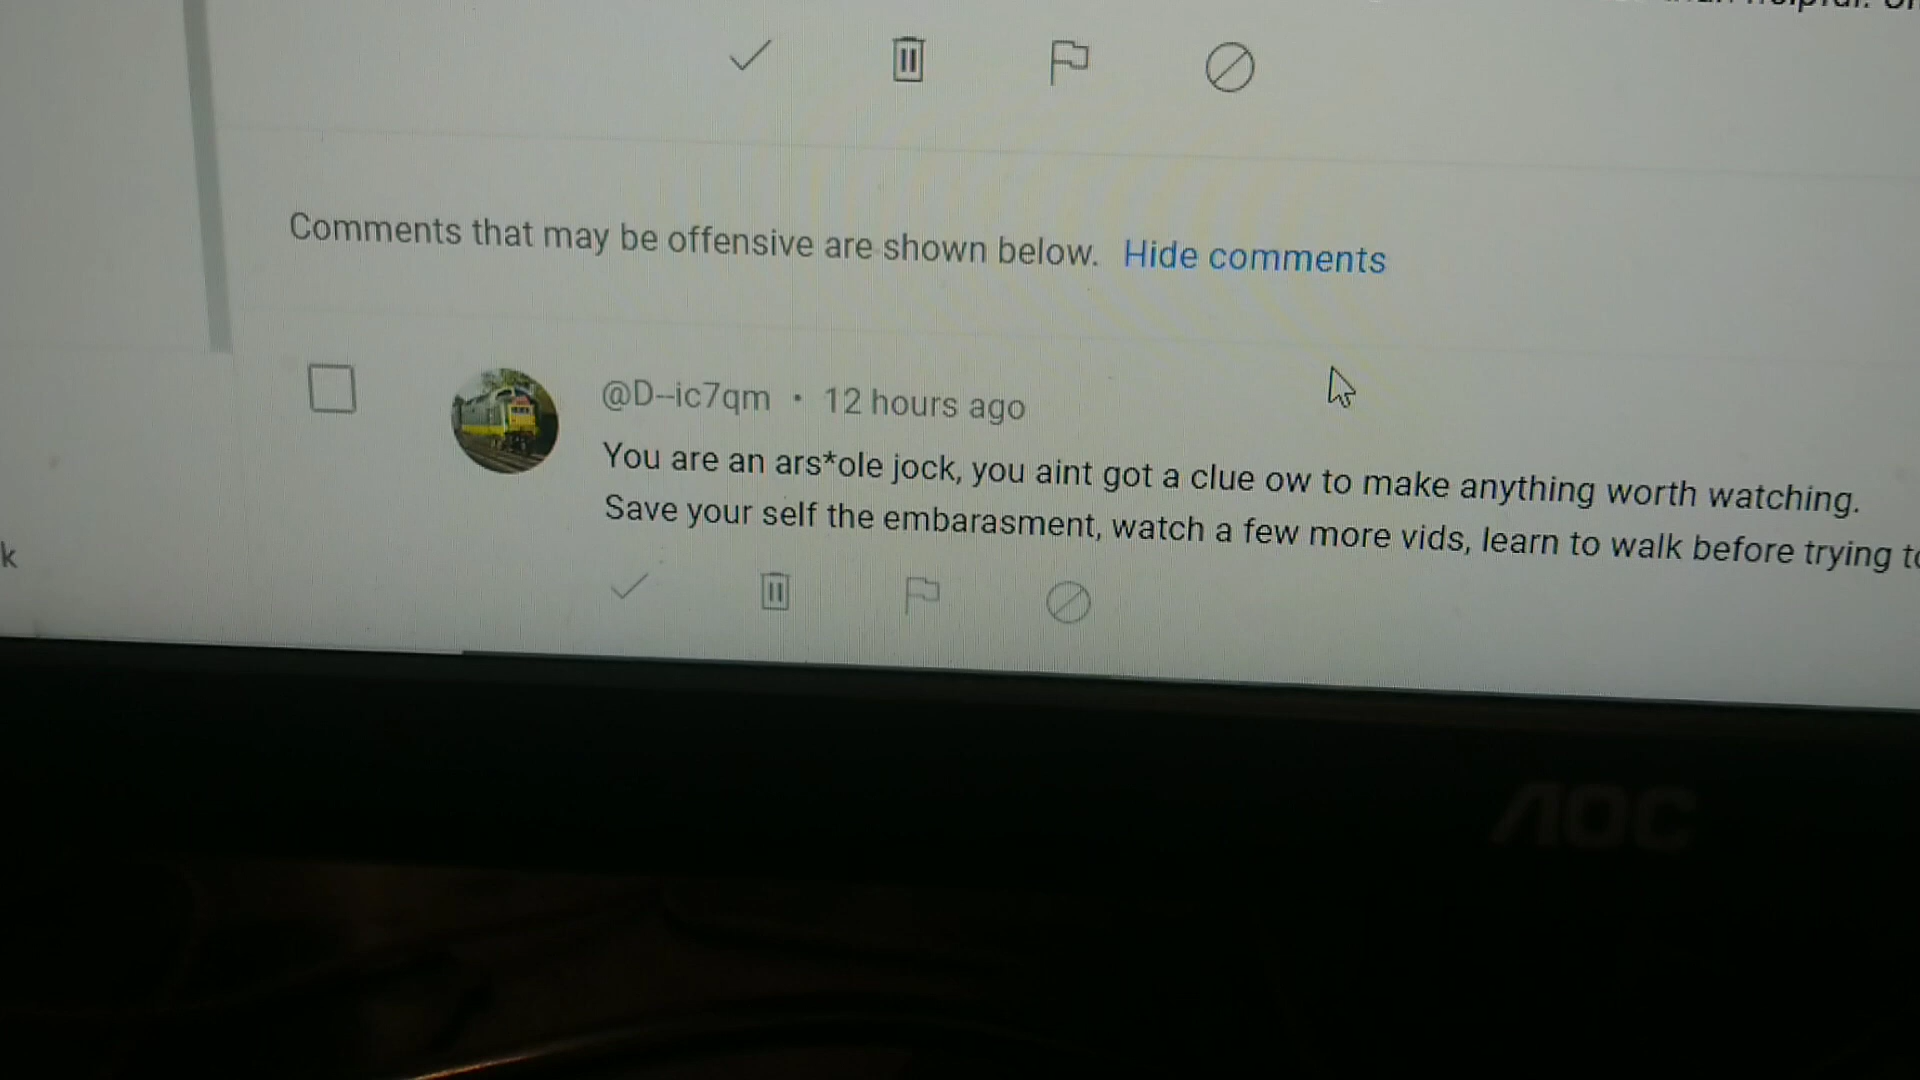 helpful.
Comments that may be offensive are shown below. Hide comments
@D--ic7qm · 12 hours ago
You are an ars*ole jock, you aint got a clue ow to make anything worth watching.
Save your self the embarasment, watch a few more vids, learn to walk before trying
k
AOC